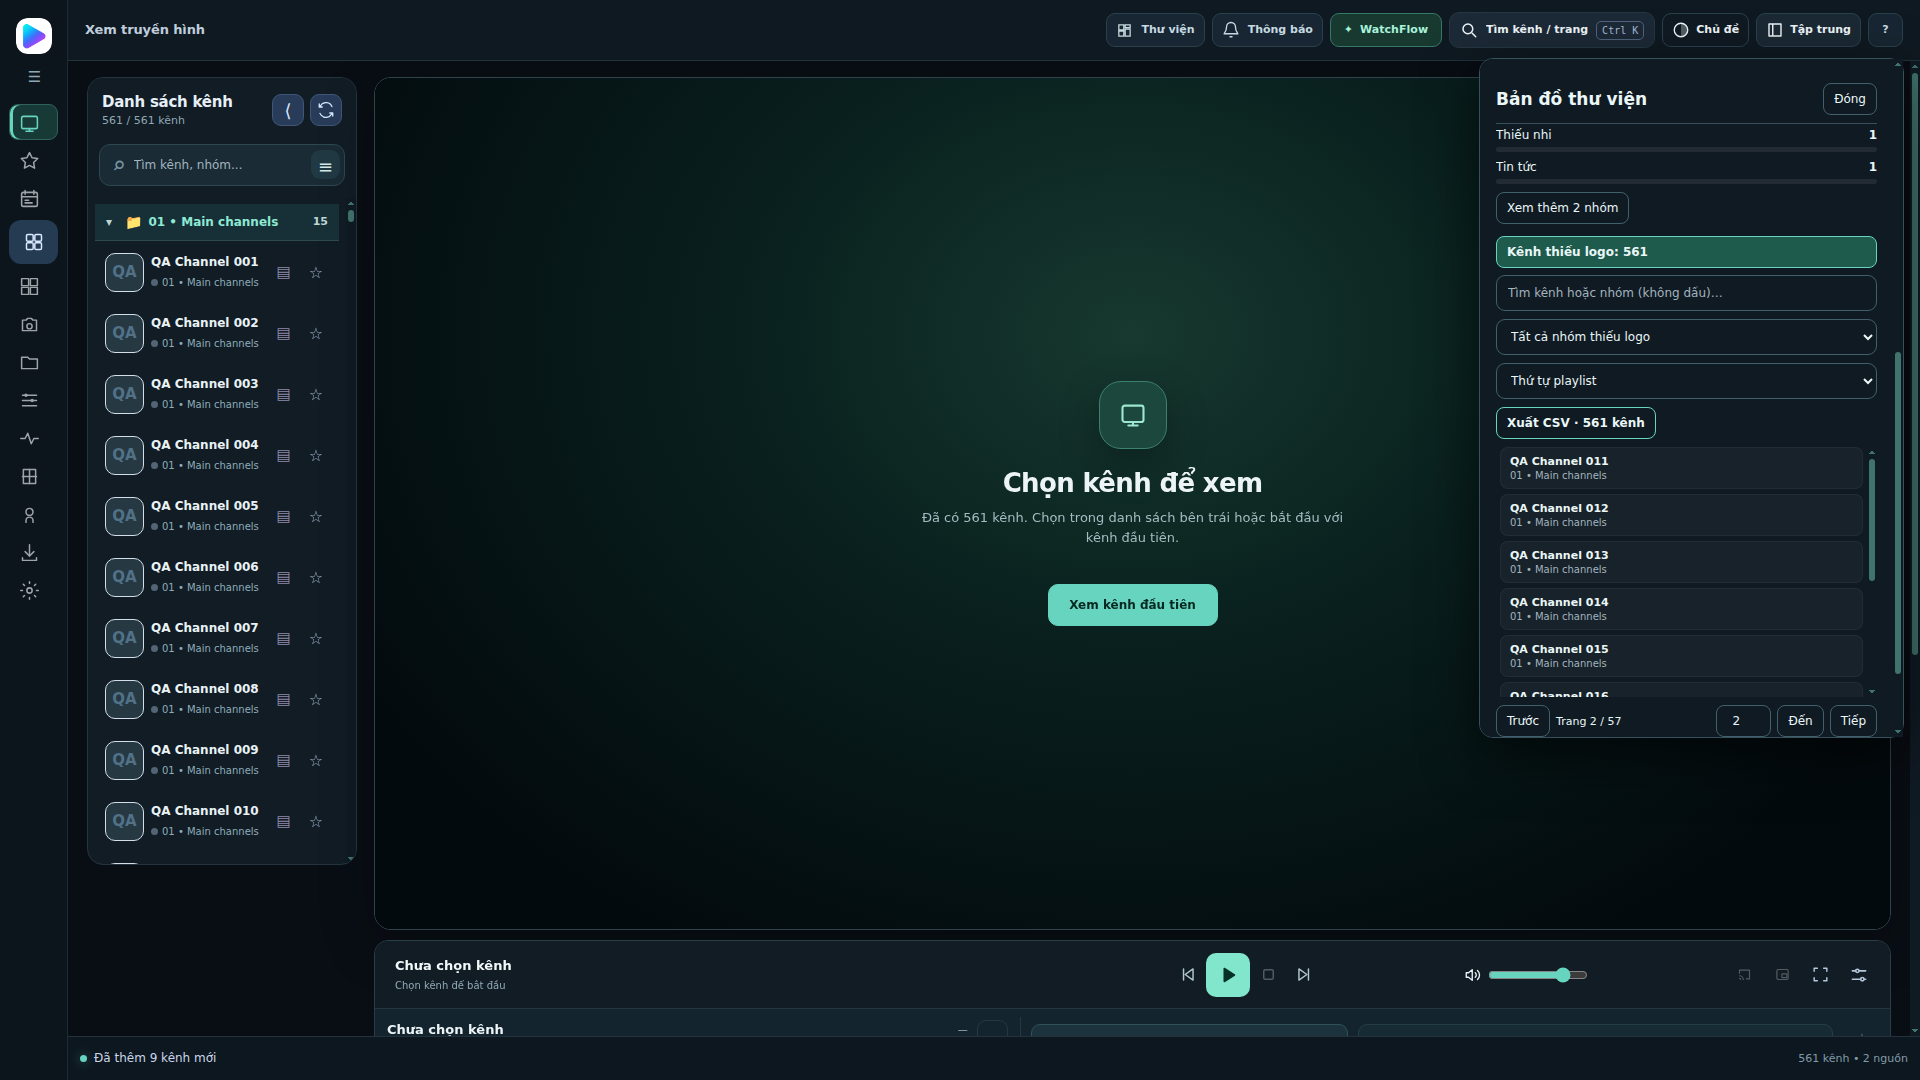 Xem truyền hình
Thư viện
Thông báo
✦ WatchFlow
Tìm kênh / trang Ctrl K
Chủ đề
Tập trung
?
Danh sách kênh
561 / 561 kênh
Tìm kênh, nhóm...
01 • Main channels 15
QA QA Channel 001
01 • Main channels
QA QA Channel 002
01 • Main channels
QA QA Channel 003
01 • Main channels
QA QA Channel 004
01 • Main channels
QA QA Channel 005
01 • Main channels
QA QA Channel 006
01 • Main channels
QA QA Channel 007
01 • Main channels
QA QA Channel 008
01 • Main channels
QA QA Channel 009
01 • Main channels
QA QA Channel 010
01 • Main channels
Chọn kênh để xem
Đã có 561 kênh. Chọn trong danh sách bên trái hoặc bắt đầu với
kênh đầu tiên.
Xem kênh đầu tiên
Bản đồ thư viện
Đóng
Thiếu nhi 1
Tin tức 1
Xem thêm 2 nhóm
Kênh thiếu logo: 561
Tìm kênh hoặc nhóm (không dấu)...
Tất cả nhóm thiếu logo
Thứ tự playlist
Xuất CSV · 561 kênh
QA Channel 011
01 • Main channels
QA Channel 012
01 • Main channels
QA Channel 013
01 • Main channels
QA Channel 014
01 • Main channels
QA Channel 015
01 • Main channels
QA Channel 016
Trước Trang 2 / 57 2 Đến Tiếp
Chưa chọn kênh
Chọn kênh để bắt đầu
Chưa chọn kênh
Đã thêm 9 kênh mới
561 kênh • 2 nguồn